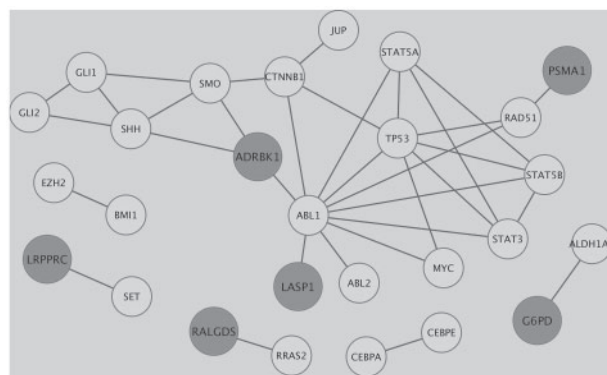 JUP
STAT5A
GLI1
SMO
CTNNB1
PSMA1
GLI2
SHH
RAD51
TP53
ADRBK1
STAT5B
EZH2
BMI1
ABL1
STAT3
ALDH1A
LRPPRC
MYC
SET
LASP1
ABL2
G6PD
RALGDS
RRAS2
CEBPA
CEBPE